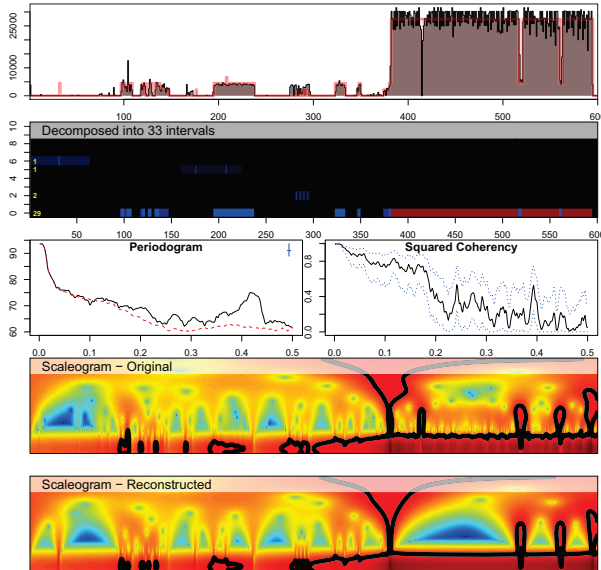 25000
10000
0
100 200 300 400 500 600
Decomposed into 33 intervals
10
8
6
4
2
0
1
1
2
29
50 100 150 200 250 300 350 400 450 500 550 600
Periodogram
90
80
70
60
0.0 0.1 0.2 0.3 0.4 0.5
Squared Coherency
0.8
0.4
0.0
0.0 0.1 0.2 0.3 0.4 0.5
Scaleogram − Original
Scaleogram − Reconstructed